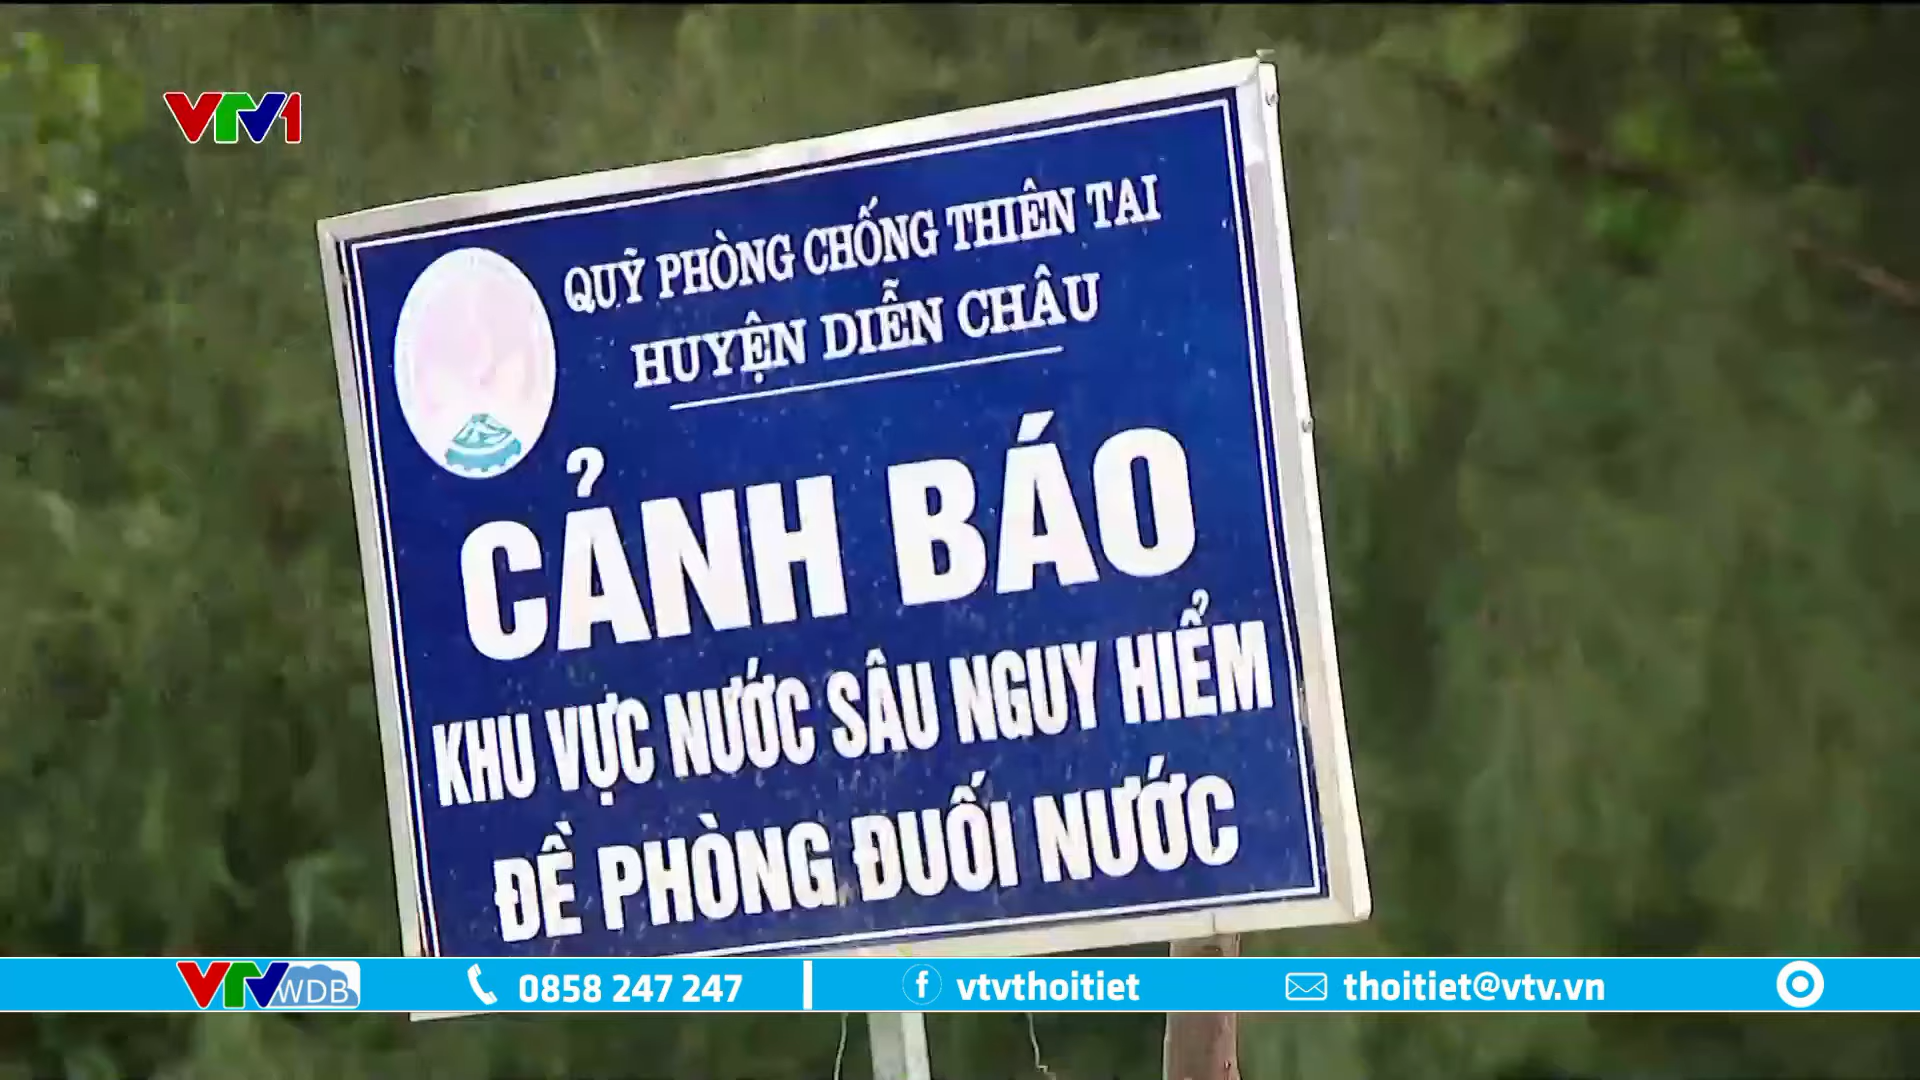 VTV1
QUỸ PHÒNG CHỐNG THIÊN TAI
HUYỆN DIỄN CHÂU
CẢNH BÁO
KHU VỰC NƯỚC SÂU NGUY HIỂM
ĐỀ PHÒNG ĐUỐI NƯỚC
VTV WDB 0858 247 247 vtvthoitiet thoitiet@vtv.vn